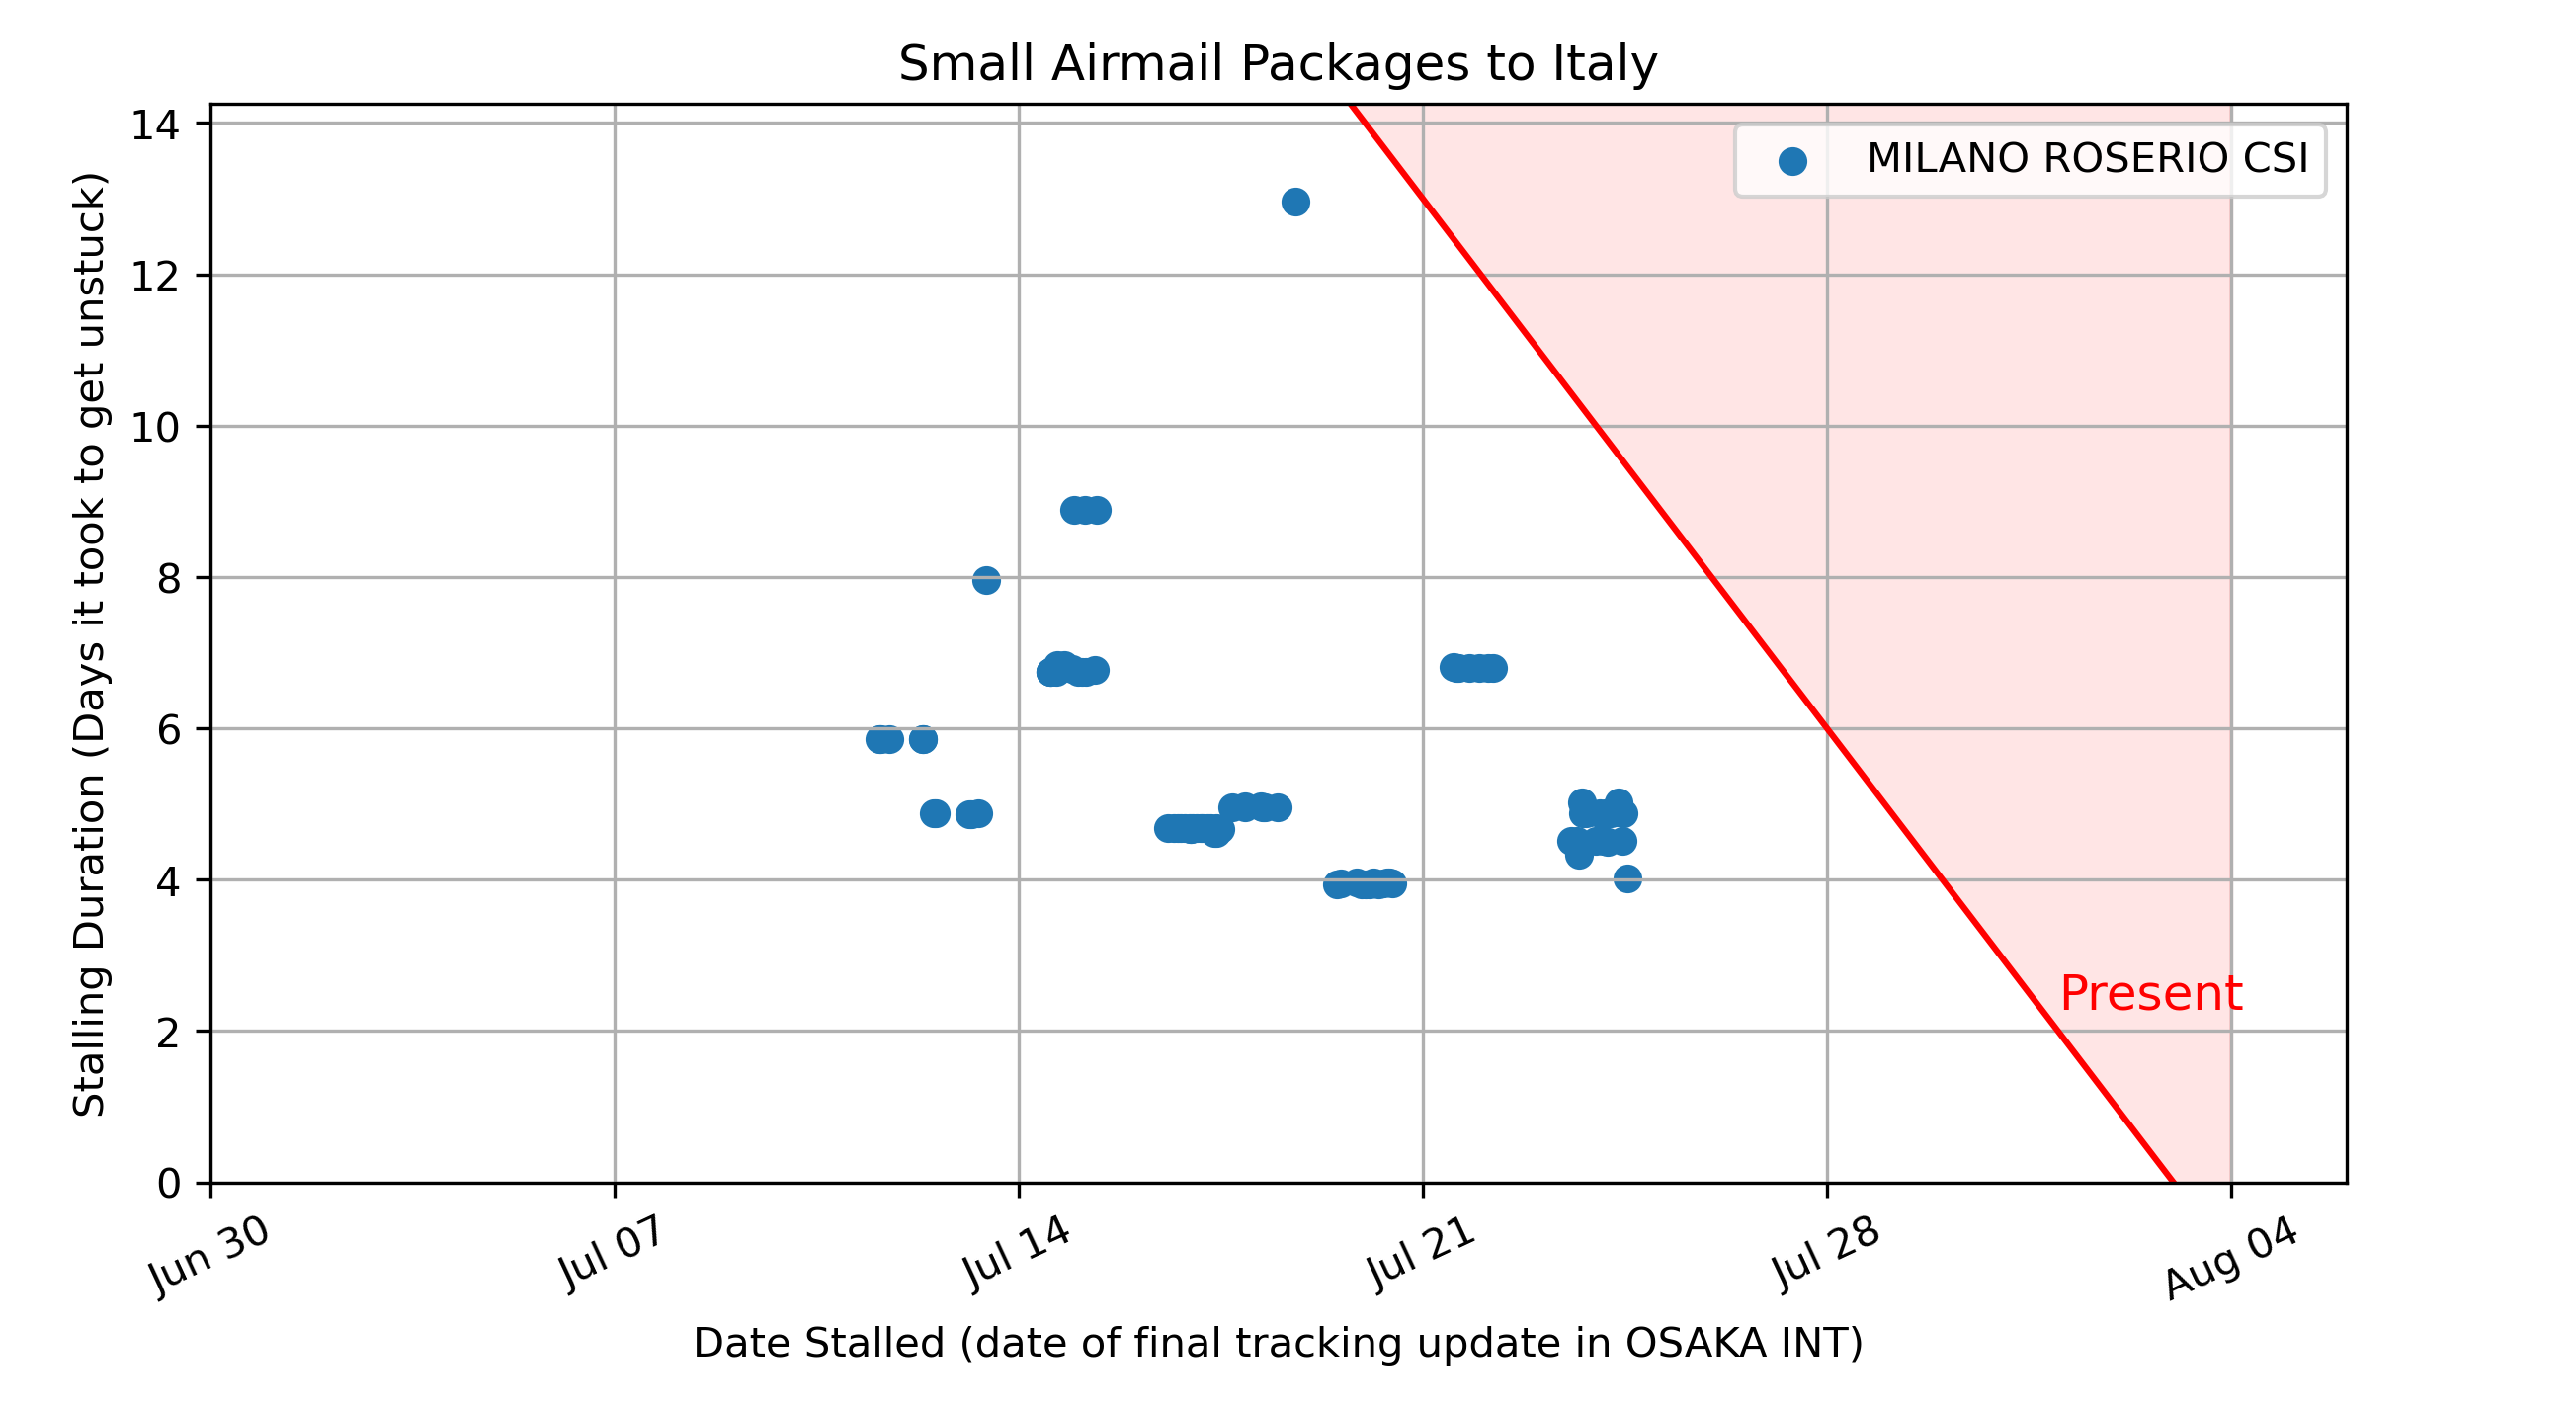 Small Airmail Packages to Italy
MILANO ROSERIO CSI
Stalling Duration (Days it took to get unstuck)
14
12
10
8
6
4
2
0
Present
Jun 30
Jul 07
Jul 14
Jul 21
Jul 28
Aug 04
Date Stalled (date of final tracking update in OSAKA INT)